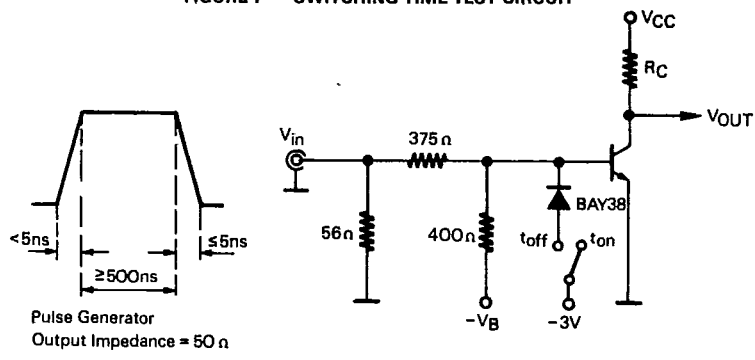 FIGURE 1 — SWITCHING TIME TEST CIRCUIT
VCC
RC
VOUT
Vin
375Ω
BAY38
56Ω
400Ω
toff
ton
-VB
-3V
<5ns
≤5ns
≥500ns
Pulse Generator
Output Impedance = 50 Ω